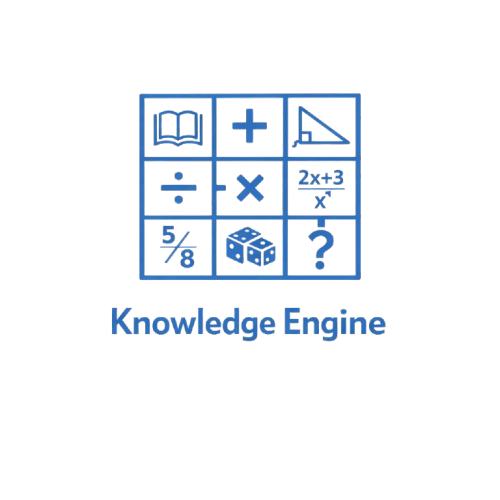 +
÷ × 2x+3/x
5/8 ?
Knowledge Engine